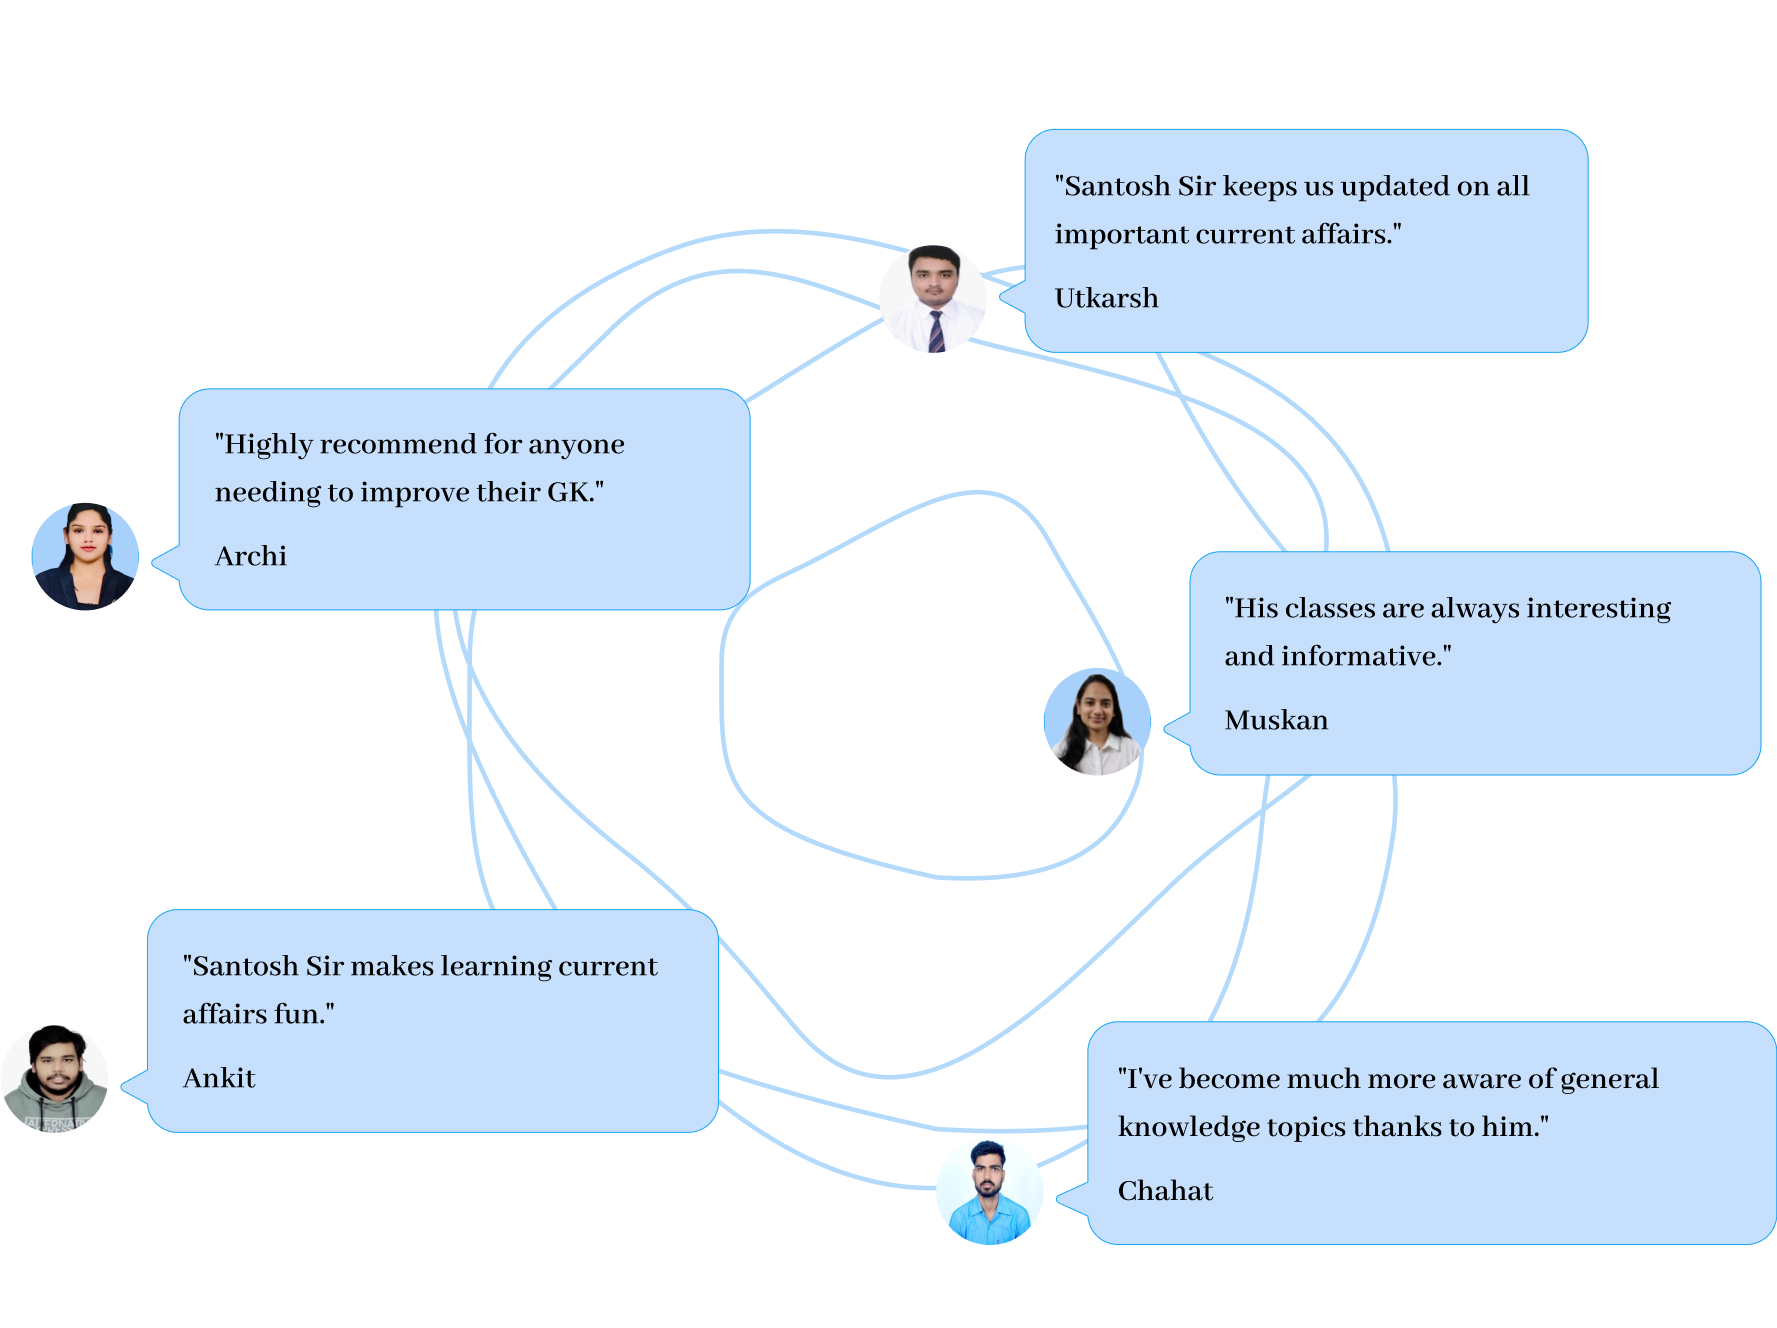 "Santosh Sir keeps us updated on all
important current affairs."
Utkarsh
"Highly recommend for anyone
needing to improve their GK."
Archi
"His classes are always interesting
and informative."
Muskan
"Santosh Sir makes learning current
affairs fun."
Ankit
"I've become much more aware of general
knowledge topics thanks to him."
Chahat